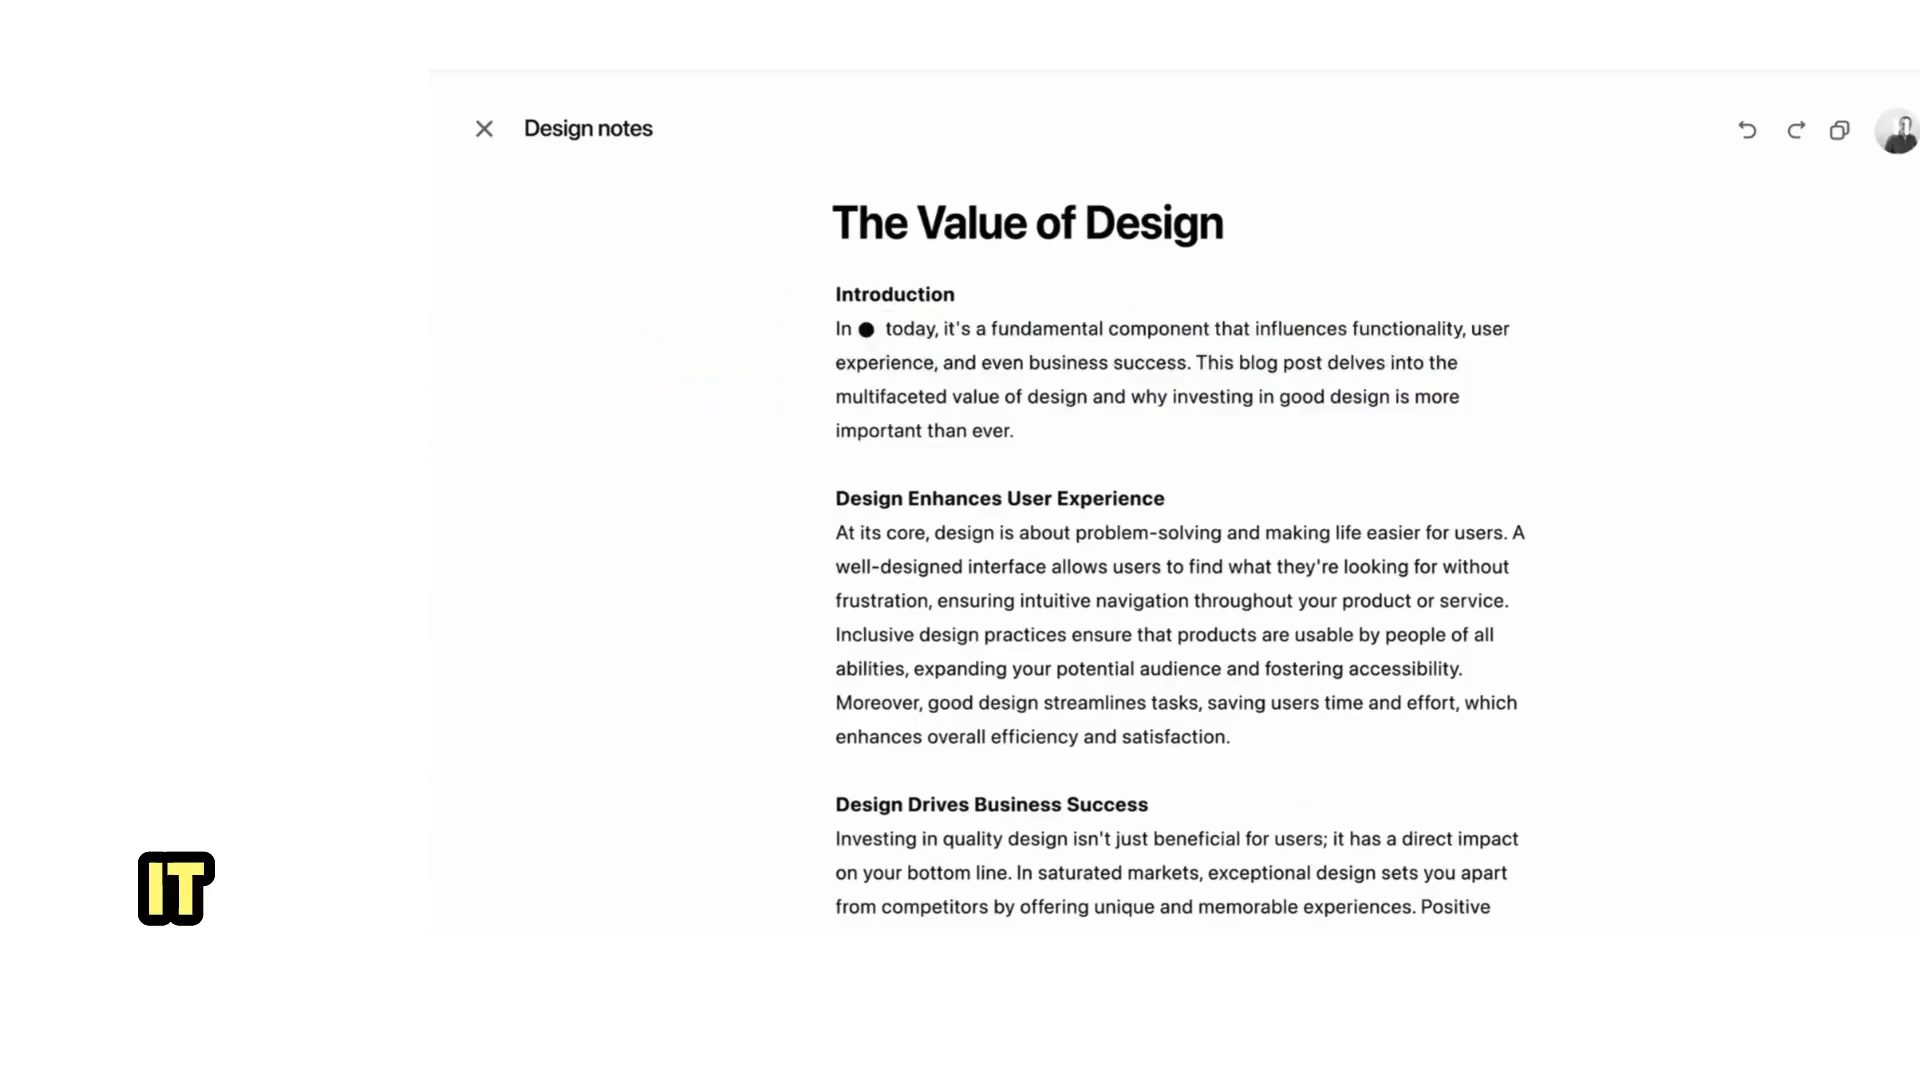 Design notes
The Value of Design
Introduction
In ● today, it's a fundamental component that influences functionality, user
experience, and even business success. This blog post delves into the
multifaceted value of design and why investing in good design is more
important than ever.
Design Enhances User Experience
At its core, design is about problem-solving and making life easier for users. A
well-designed interface allows users to find what they're looking for without
frustration, ensuring intuitive navigation throughout your product or service.
Inclusive design practices ensure that products are usable by people of all
abilities, expanding your potential audience and fostering accessibility.
Moreover, good design streamlines tasks, saving users time and effort, which
enhances overall efficiency and satisfaction.
Design Drives Business Success
Investing in quality design isn't just beneficial for users; it has a direct impact
on your bottom line. In saturated markets, exceptional design sets you apart
from competitors by offering unique and memorable experiences. Positive
IT